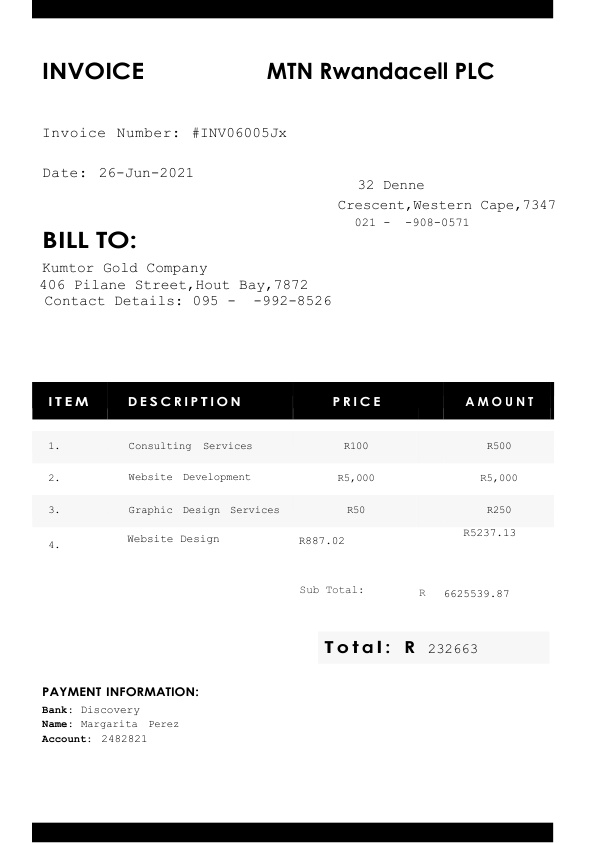 INVOICE MTN Rwandacell PLC
Invoice Number: #INV06005Jx
Date: 26-Jun-2021
32 Denne
Crescent,Western Cape,7347
021 - -908-0571
BILL TO:
Kumtor Gold Company
406 Pilane Street,Hout Bay,7872
Contact Details: 095 - -992-8526
ITEM DESCRIPTION PRICE AMOUNT
1. Consulting Services R100 R500
2. Website Development R5,000 R5,000
3. Graphic Design Services R50 R250
4. Website Design R887.02 R5237.13
Sub Total: R 6625539.87
Total: R 232663
PAYMENT INFORMATION:
Bank: Discovery
Name: Margarita Perez
Account: 2482821